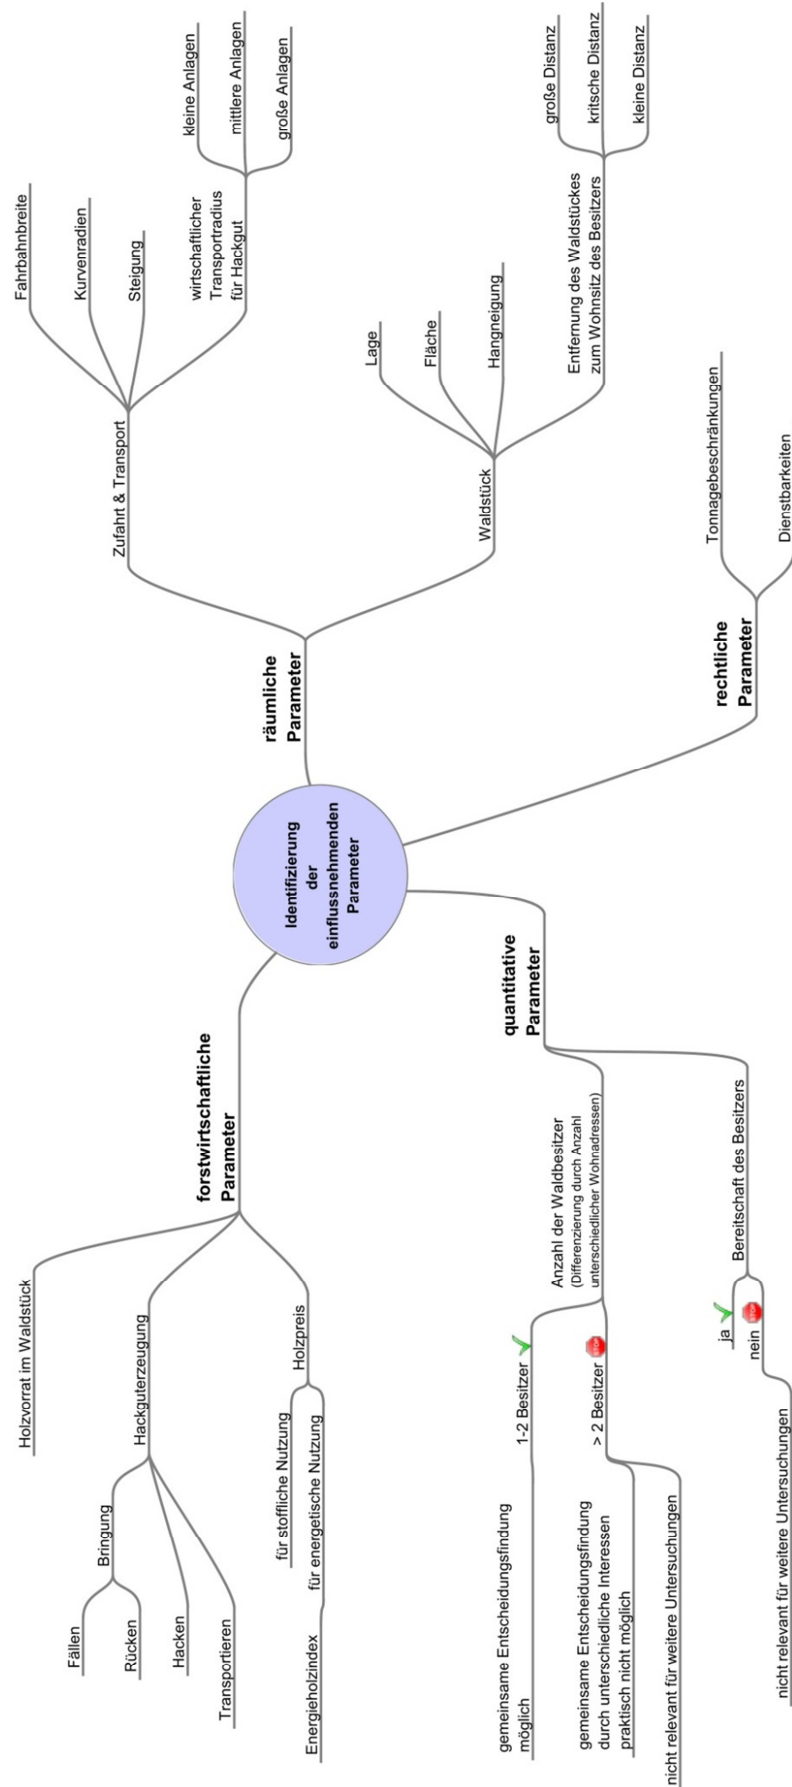 Identifizierung
der
einflussnehmenden
Parameter
forstwirtschaftliche
Parameter
Holzvorrat im Waldstück
Hackguterzeugung
Bringung
Fällen
Rücken
Hacken
Transportieren
Holzpreis
für stoffliche Nutzung
für energetische Nutzung
Energieholzindex
räumliche
Parameter
Zufahrt & Transport
Fahrbahnbreite
Kurvenradien
Steigung
wirtschaftlicher
Transportradius
für Hackgut
kleine Anlagen
mittlere Anlagen
große Anlagen
Waldstück
Lage
Fläche
Hangneigung
Entfernung des Waldstückes
zum Wohnsitz des Besitzers
große Distanz
kritsche Distanz
kleine Distanz
quantitative
Parameter
Anzahl der Waldbesitzer
(Differenzierung durch Anzahl
unterschiedlicher Wohnadressen)
1-2 Besitzer
gemeinsame Entscheidungsfindung
möglich
> 2 Besitzer
STOP
gemeinsame Entscheidungsfindung
durch unterschiedliche Interessen
praktisch nicht möglich
nicht relevant für weitere Untersuchungen
Bereitschaft des Besitzers
ja
nein
STOP
nicht relevant für weitere Untersuchungen
rechtliche
Parameter
Tonnagebeschränkungen
Dienstbarkeiten